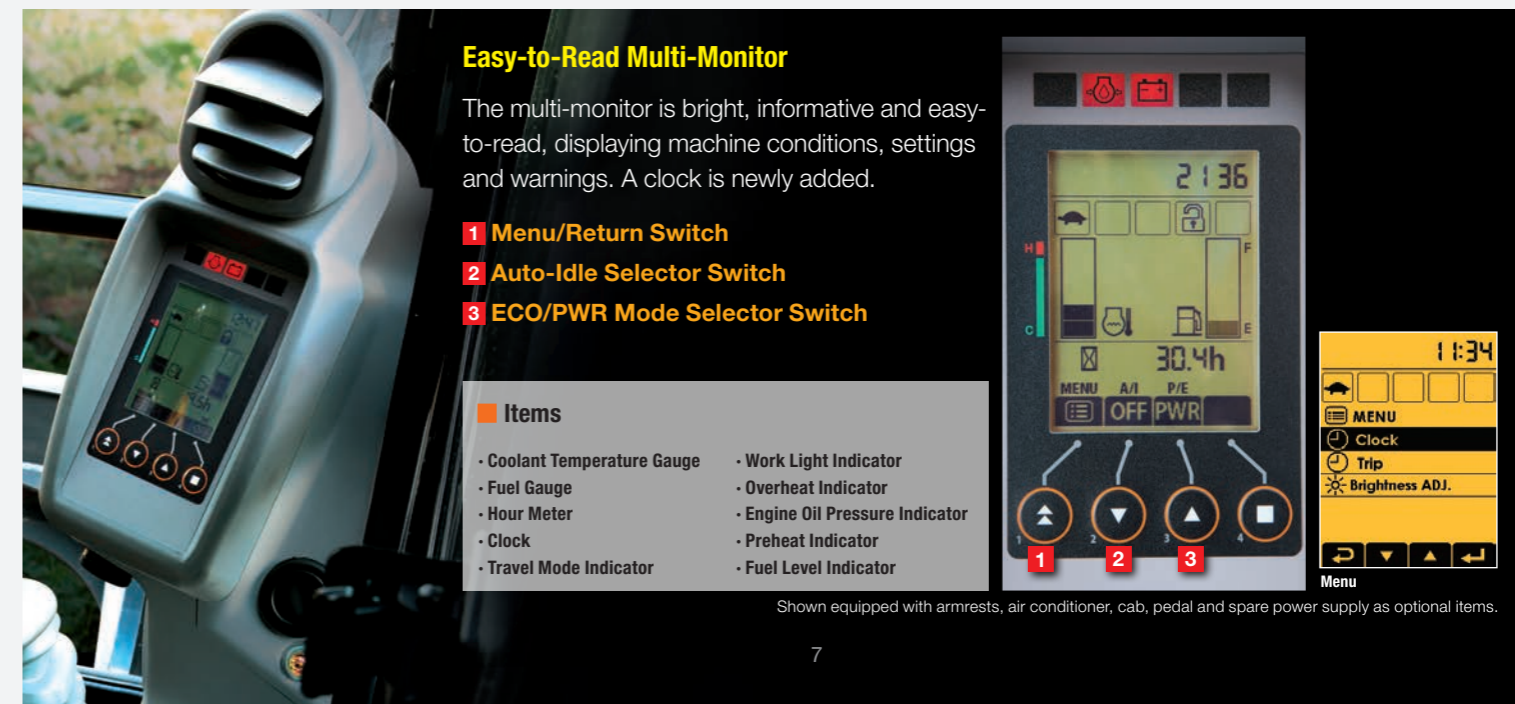 Easy-to-Read Multi-Monitor
The multi-monitor is bright, informative and easy-
to-read, displaying machine conditions, settings
and warnings. A clock is newly added.
1 Menu/Return Switch
2 Auto-Idle Selector Switch
3 ECO/PWR Mode Selector Switch
Items
· Coolant Temperature Gauge
· Fuel Gauge
· Hour Meter
· Clock
· Travel Mode Indicator
· Work Light Indicator
· Overheat Indicator
· Engine Oil Pressure Indicator
· Preheat Indicator
· Fuel Level Indicator
2136
H F
C E
30.4h
MENU A/I P/E
OFF PWR
1 2 3 4
1 2 3
11:34
MENU
Clock
Trip
Brightness ADJ.
Menu
Shown equipped with armrests, air conditioner, cab, pedal and spare power supply as optional items.
7